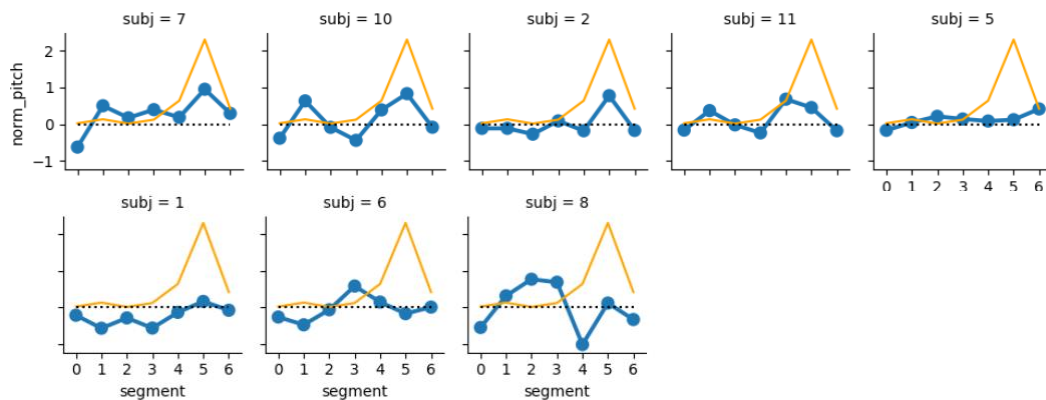 subj = 7 subj = 10 subj = 2 subj = 11 subj = 5
norm_pitch
2
1
0
−1
0 1 2 3 4 5 6
subj = 1 subj = 6 subj = 8
0 1 2 3 4 5 6 0 1 2 3 4 5 6 0 1 2 3 4 5 6
segment segment segment